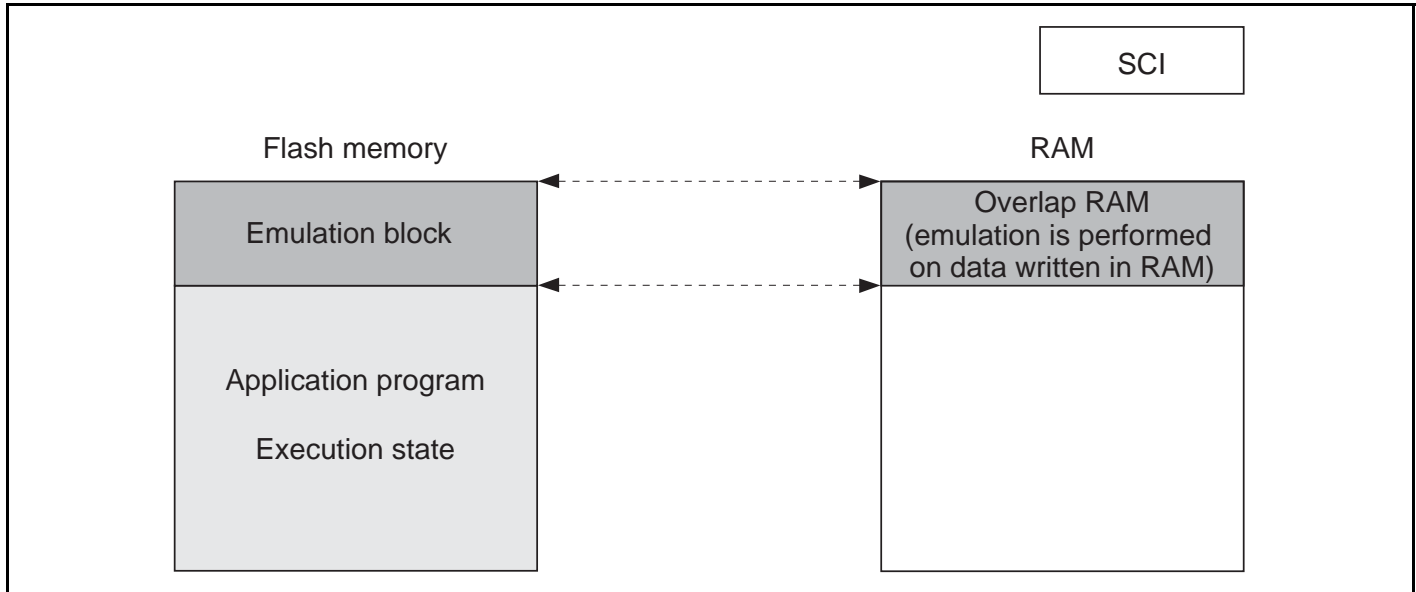 SCI
Flash memory
RAM
Emulation block
Overlap RAM
(emulation is performed
on data written in RAM)
Application program
Execution state